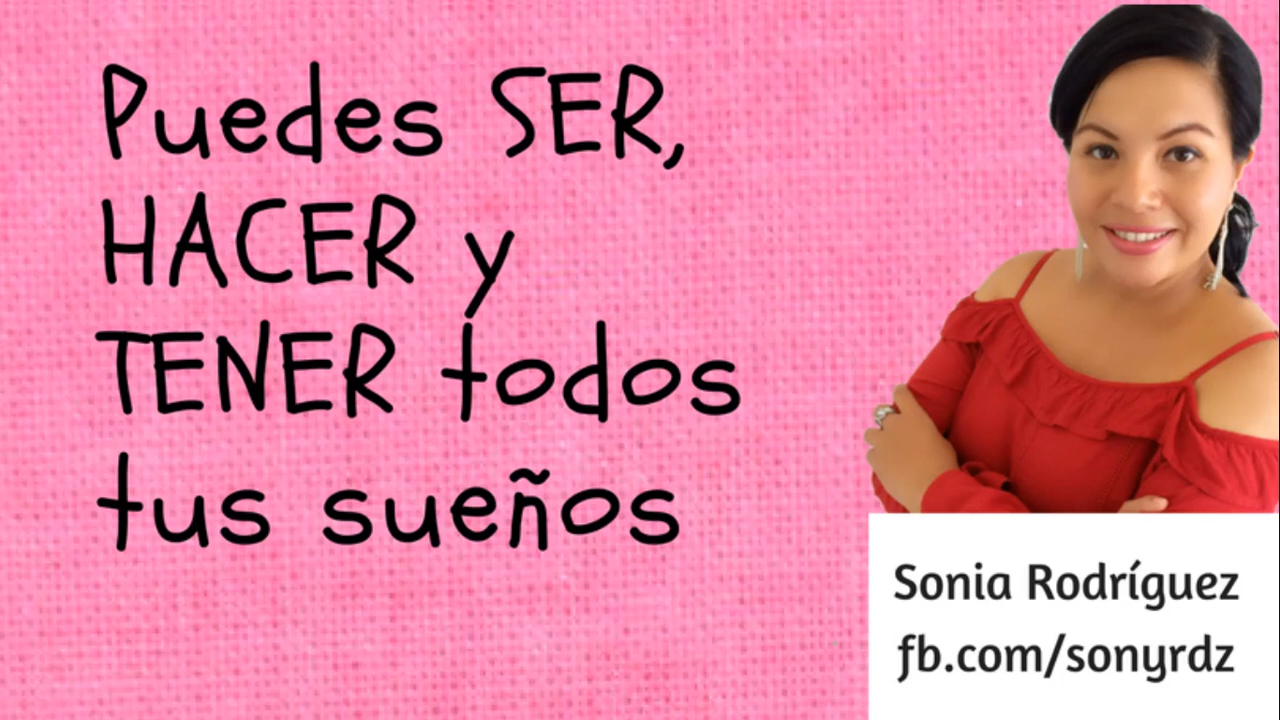 Puedes SER,
HACER y
TENER todos
tus sueños
Sonia Rodríguez
fb.com/sonyrdz